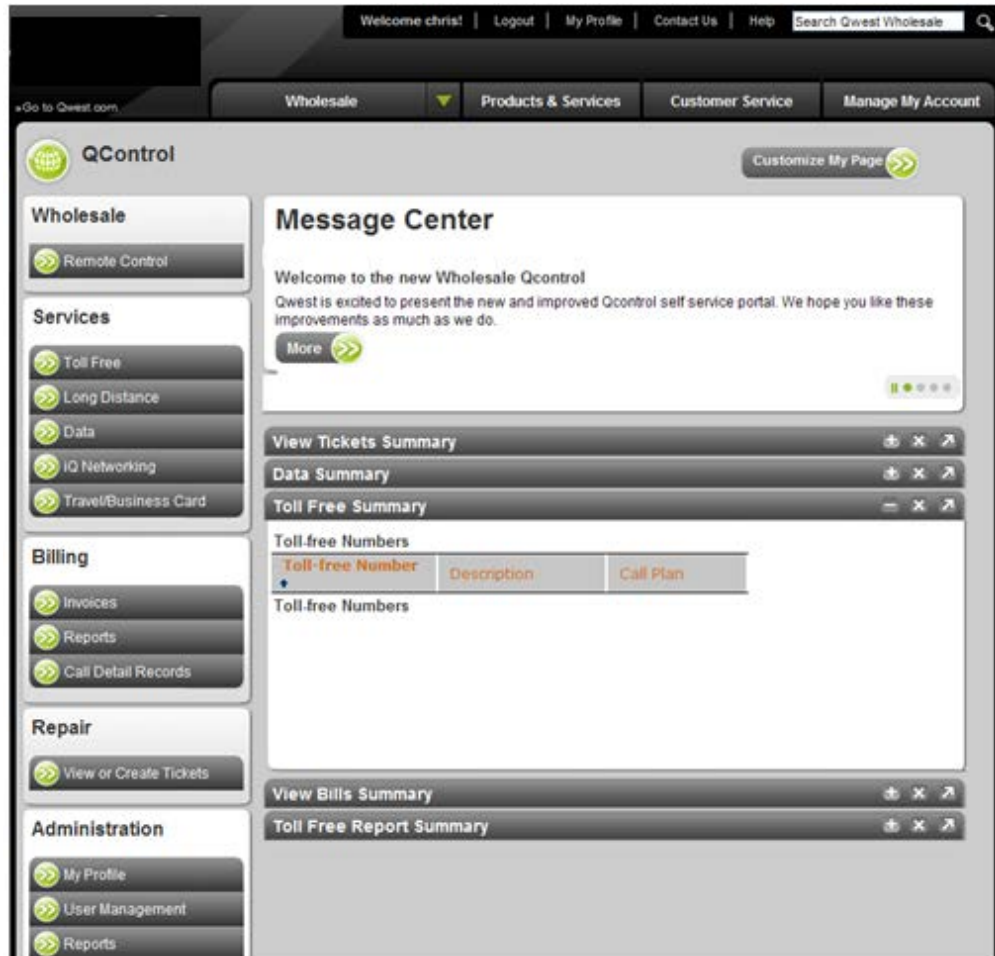 Welcome chris! | Logout | My Profile | Contact Us | Help Search Qwest Wholesale
»Go to Qwest.com
Wholesale Products & Services Customer Service Manage My Account
QControl
Customize My Page
Wholesale
Remote Control
Services
Toll Free
Long Distance
Data
iQ Networking
Travel/Business Card
Billing
Invoices
Reports
Call Detail Records
Repair
View or Create Tickets
Administration
My Profile
User Management
Reports
Message Center
Welcome to the new Wholesale Qcontrol
Qwest is excited to present the new and improved Qcontrol self service portal. We hope you like these
improvements as much as we do.
More
View Tickets Summary
Data Summary
Toll Free Summary
Toll-free Numbers
Toll-free Number Description Call Plan
Toll-free Numbers
View Bills Summary
Toll Free Report Summary